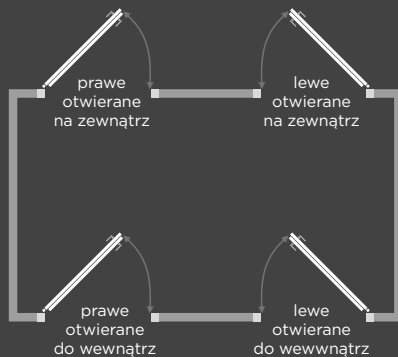 prawe
otwierane
na zewnątrz
lewe
otwierane
na zewnątrz
prawe
otwierane
do wewnątrz
lewe
otwierane
do wewwnątrz